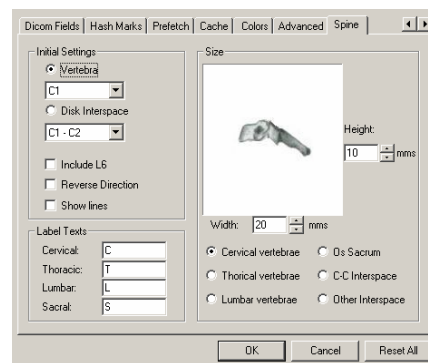 Dicom Fields Hash Marks Prefetch Cache Colors Advanced Spine
Initial Settings
Vertebra
C1
Disk Interspace
C1 - C2
Include L6
Reverse Direction
Show lines
Label Texts
Cervical: C
Thoracic: T
Lumbar: L
Sacral: S
Size
Height:
10 mms
Width: 20 mms
Cervical vertebrae Os Sacrum
Thorical vertebrae C-C Interspace
Lumbar vertebrae Other Interspace
OK Cancel Reset All